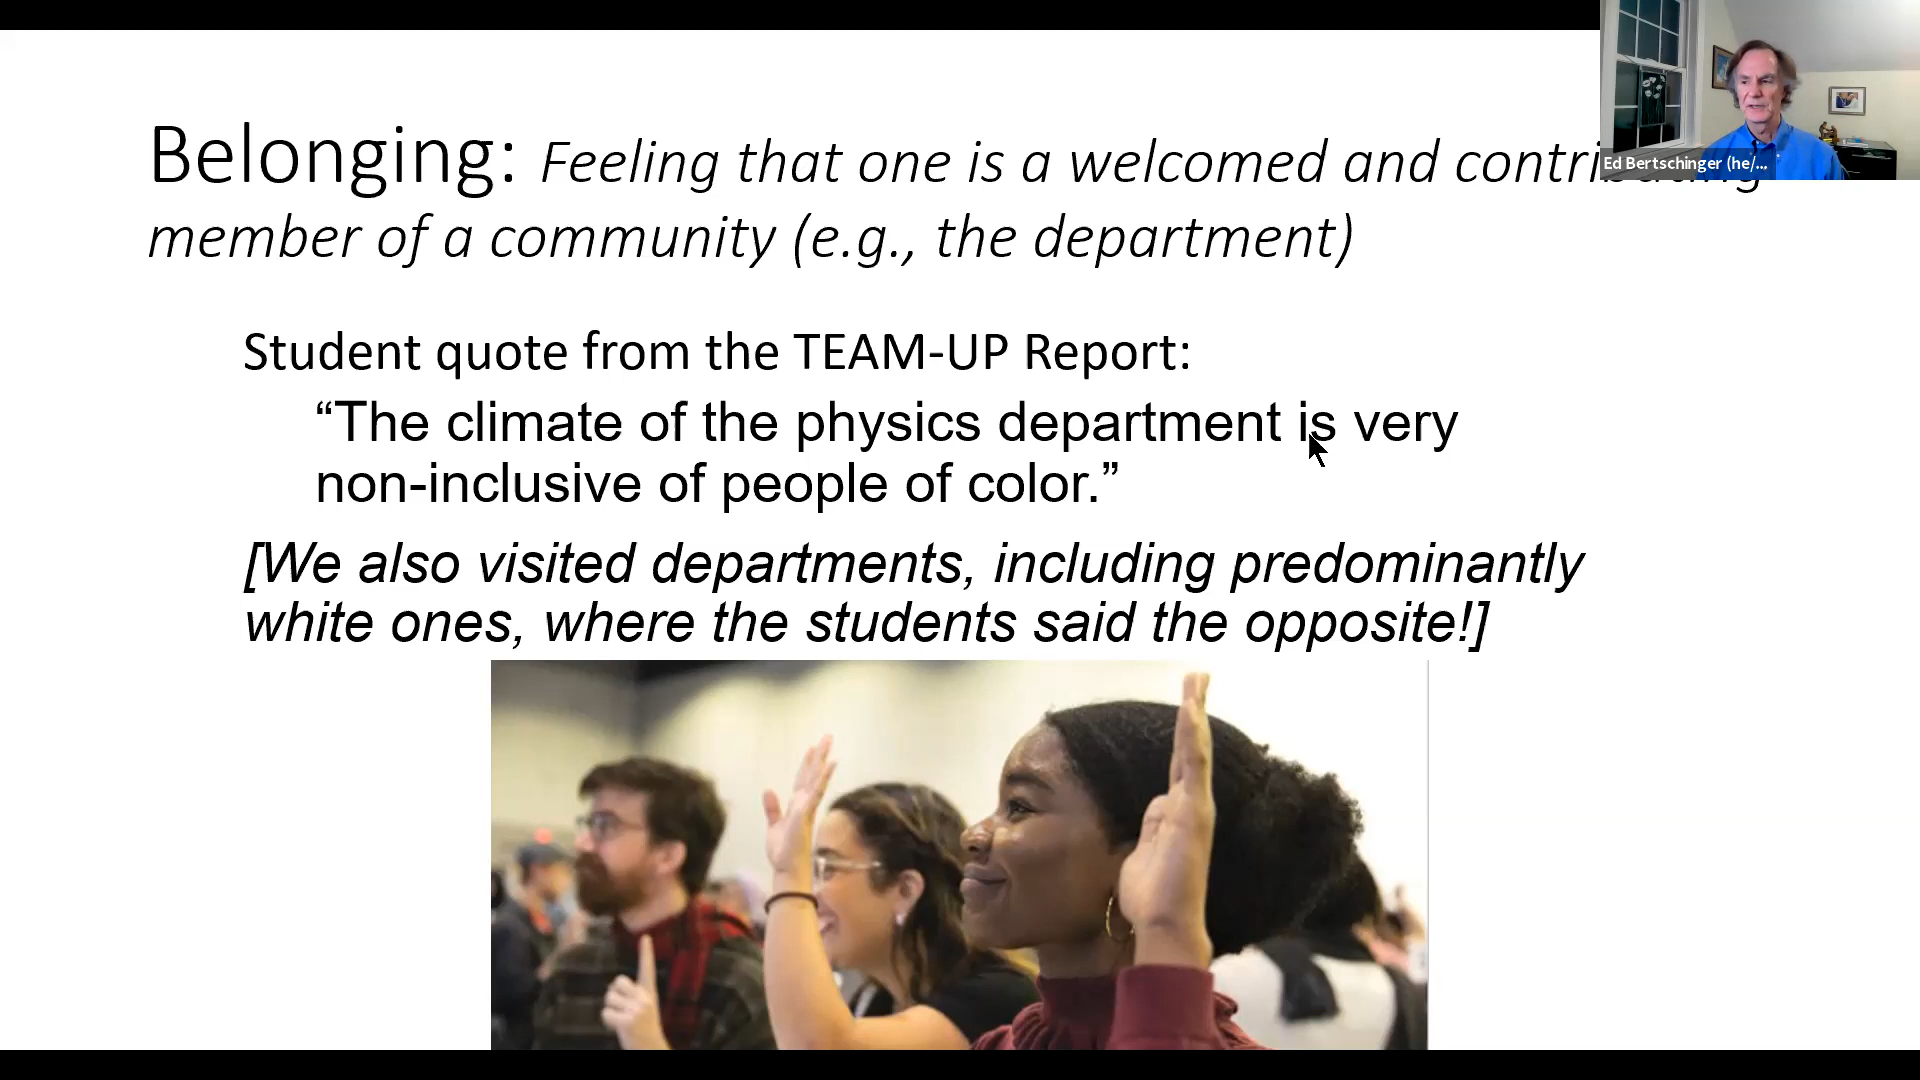 Belonging: Feeling that one is a welcomed and contributing
member of a community (e.g., the department)
Ed Bertschinger (he/...
Student quote from the TEAM-UP Report:
“The climate of the physics department is very
non-inclusive of people of color.”
[We also visited departments, including predominantly
white ones, where the students said the opposite!]